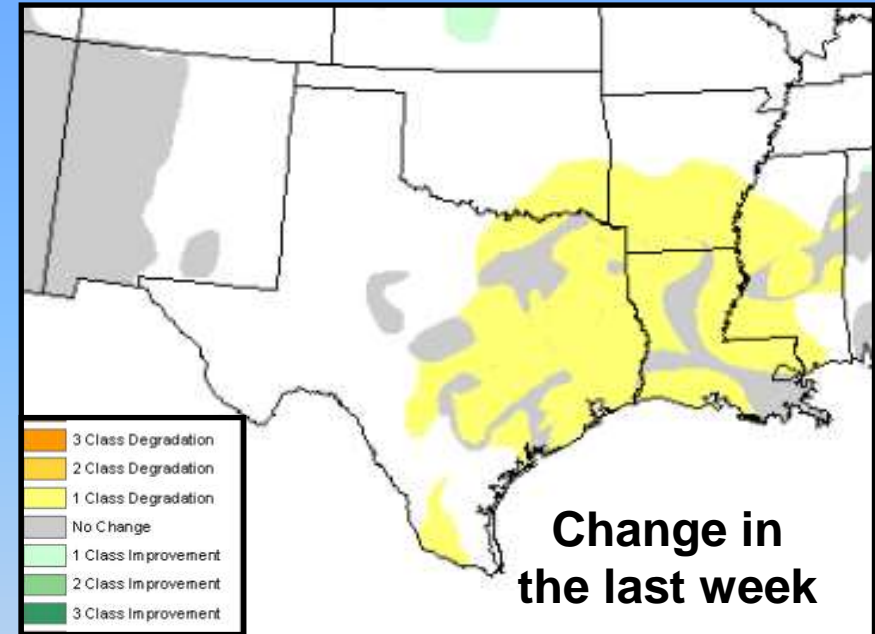 3 Class Degradation
2 Class Degradation
1 Class Degradation
No Change
1 Class Improvement
2 Class Improvement
3 Class Improvement
Change in
the last week